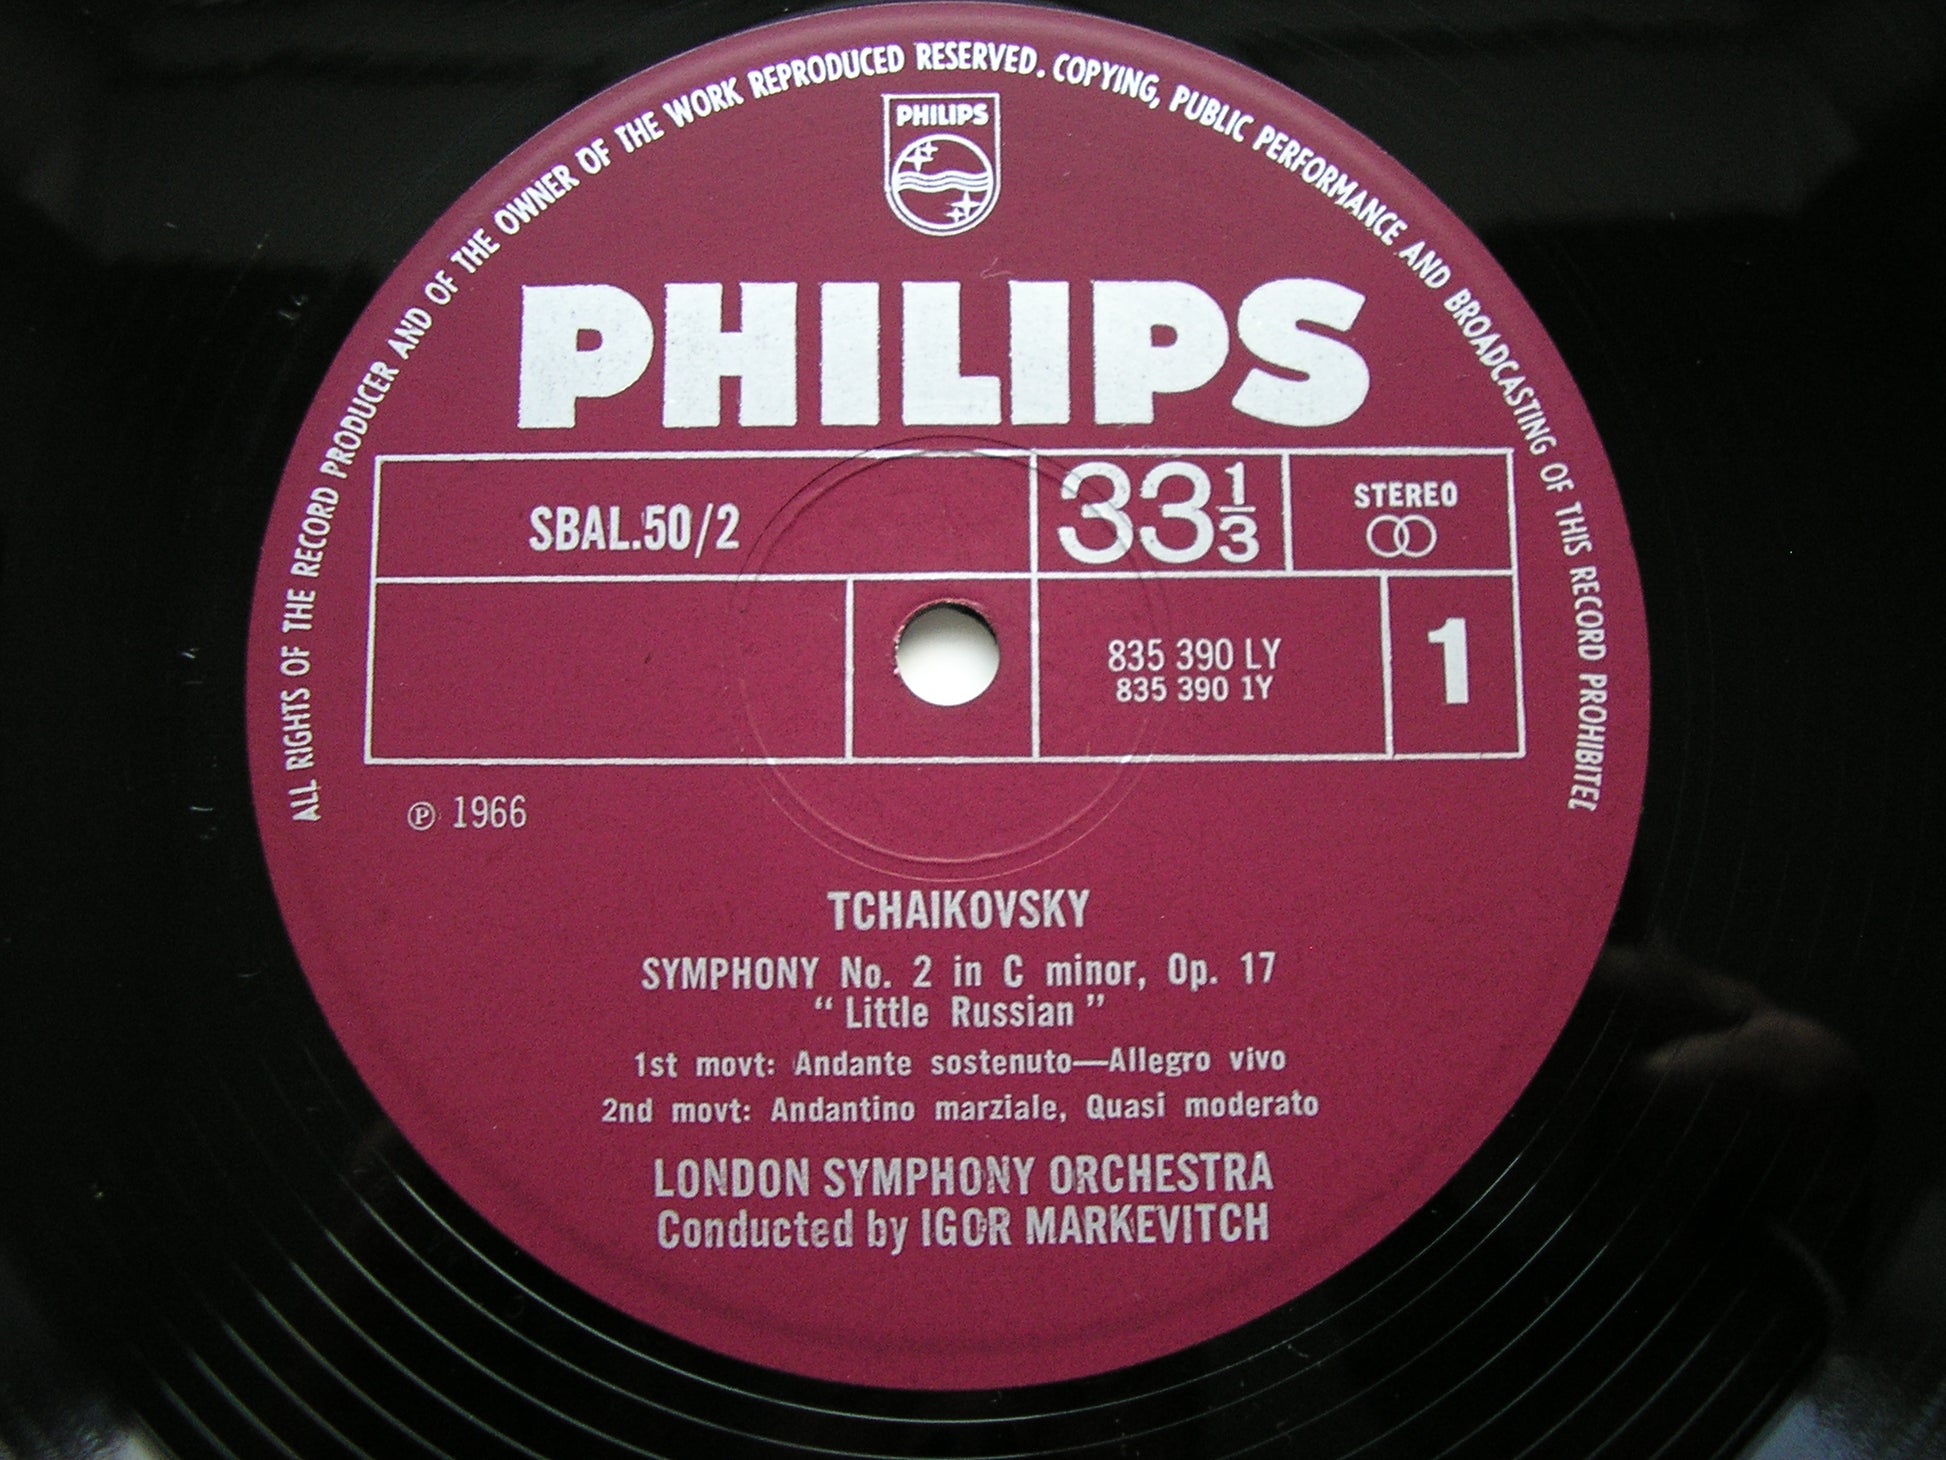 ALL RIGHTS OF THE RECORD PRODUCER AND OF THE OWNER OF THE WORK REPRODUCED RESERVED. COPYING, PUBLIC PERFORMANCE AND BROADCASTING OF THIS RECORD PROHIBITED
PHILIPS
PHILIPS
SBAL.50/2
33 1/3
STEREO
835 390 LY
835 390 1Y
1
℗ 1966
TCHAIKOVSKY
SYMPHONY No. 2 in C minor, Op. 17
" Little Russian "
1st movt: Andante sostenuto—Allegro vivo
2nd movt: Andantino marziale, Quasi moderato
LONDON SYMPHONY ORCHESTRA
Conducted by IGOR MARKEVITCH